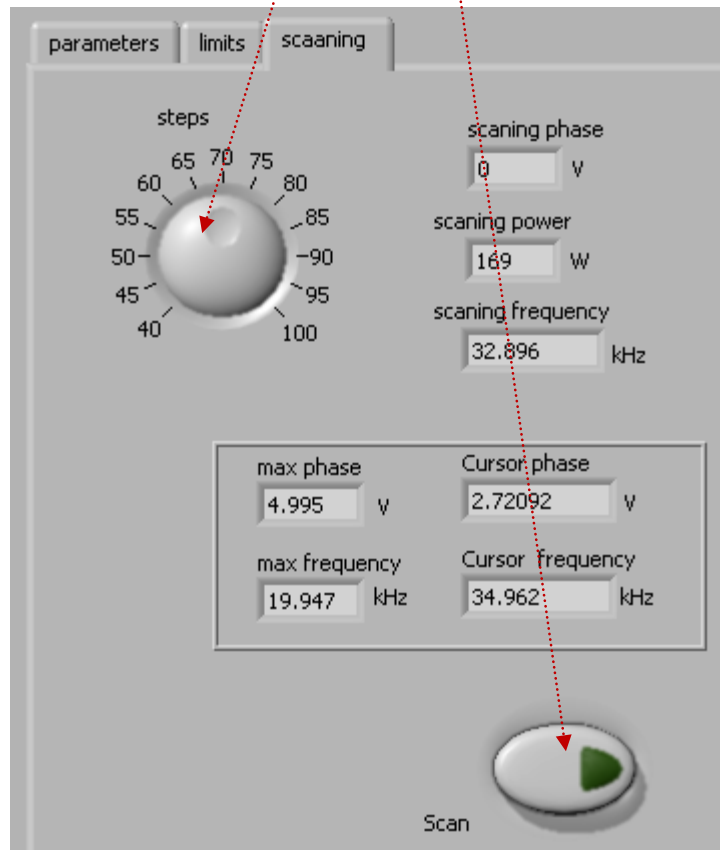 parameters limits scaaning
steps
40
45
50
55
60
65
70
75
80
85
90
95
100
scaning phase
0 V
scaning power
169 W
scaning frequency
32.896 kHz
max phase Cursor phase
4.995 V 2.72092 V
max frequency Cursor frequency
19.947 kHz 34.962 kHz
Scan